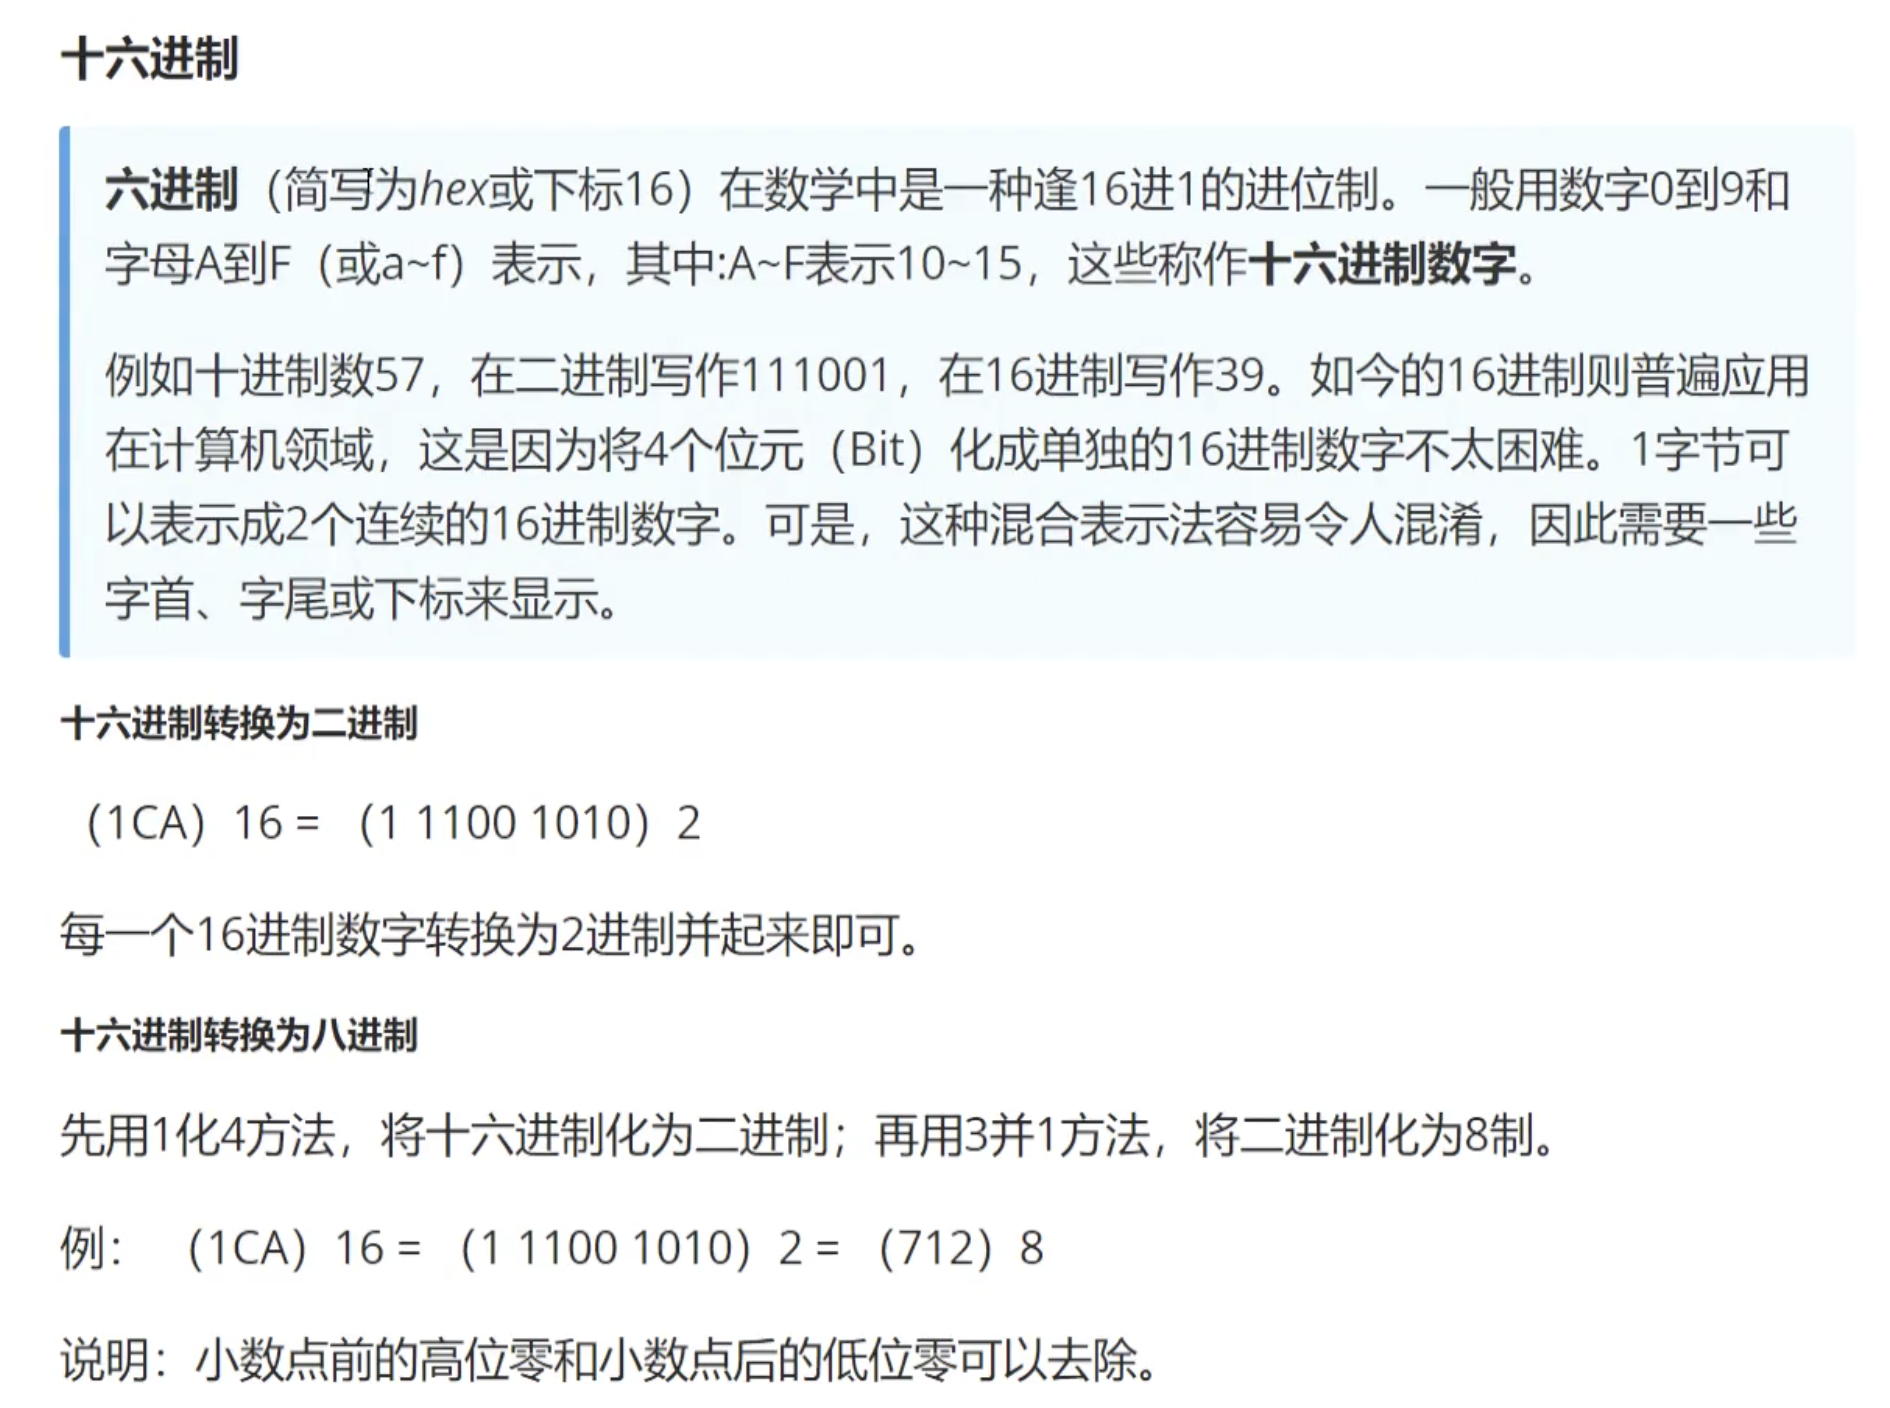 十六进制
六进制（简写为hex或下标16）在数学中是一种逢16进1的进位制。一般用数字0到9和
字母A到F（或a~f）表示，其中:A~F表示10~15，这些称作十六进制数字。
例如十进制数57，在二进制写作111001，在16进制写作39。如今的16进制则普遍应用
在计算机领域，这是因为将4个位元（Bit）化成单独的16进制数字不太困难。1字节可
以表示成2个连续的16进制数字。可是，这种混合表示法容易令人混淆，因此需要一些
字首、字尾或下标来显示。
十六进制转换为二进制
（1CA）16 = （1 1100 1010）2
每一个16进制数字转换为2进制并起来即可。
十六进制转换为八进制
先用1化4方法，将十六进制化为二进制；再用3并1方法，将二进制化为8制。
例： （1CA）16 = （1 1100 1010）2 = （712）8
说明：小数点前的高位零和小数点后的低位零可以去除。